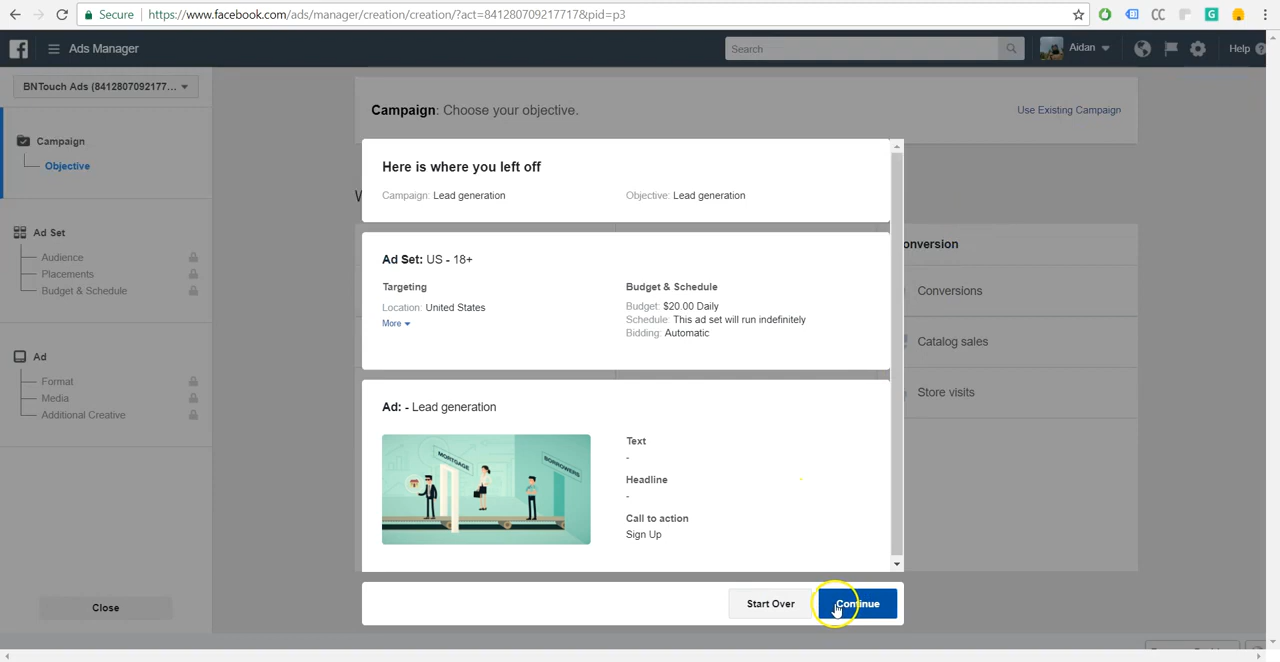 Secure https://www.facebook.com/ads/manager/creation/creation/?act=841280709217717&pid=p3
Ads Manager
Search
Aidan
Help
BNTouch Ads (8412807092177...
Campaign
Objective
Ad Set
Audience
Placements
Budget & Schedule
Ad
Format
Media
Additional Creative
Close
Campaign: Choose your objective.
Use Existing Campaign
W
Here is where you left off
Campaign: Lead generation
Objective: Lead generation
Ad Set: US - 18+
Targeting
Location: United States
More
Budget & Schedule
Budget: $20.00 Daily
Schedule: This ad set will run indefinitely
Bidding: Automatic
Ad: - Lead generation
MORTGAGE
BORROWERS
Text
-
Headline
-
Call to action
Sign Up
Start Over
Continue
onversion
Conversions
Catalog sales
Store visits